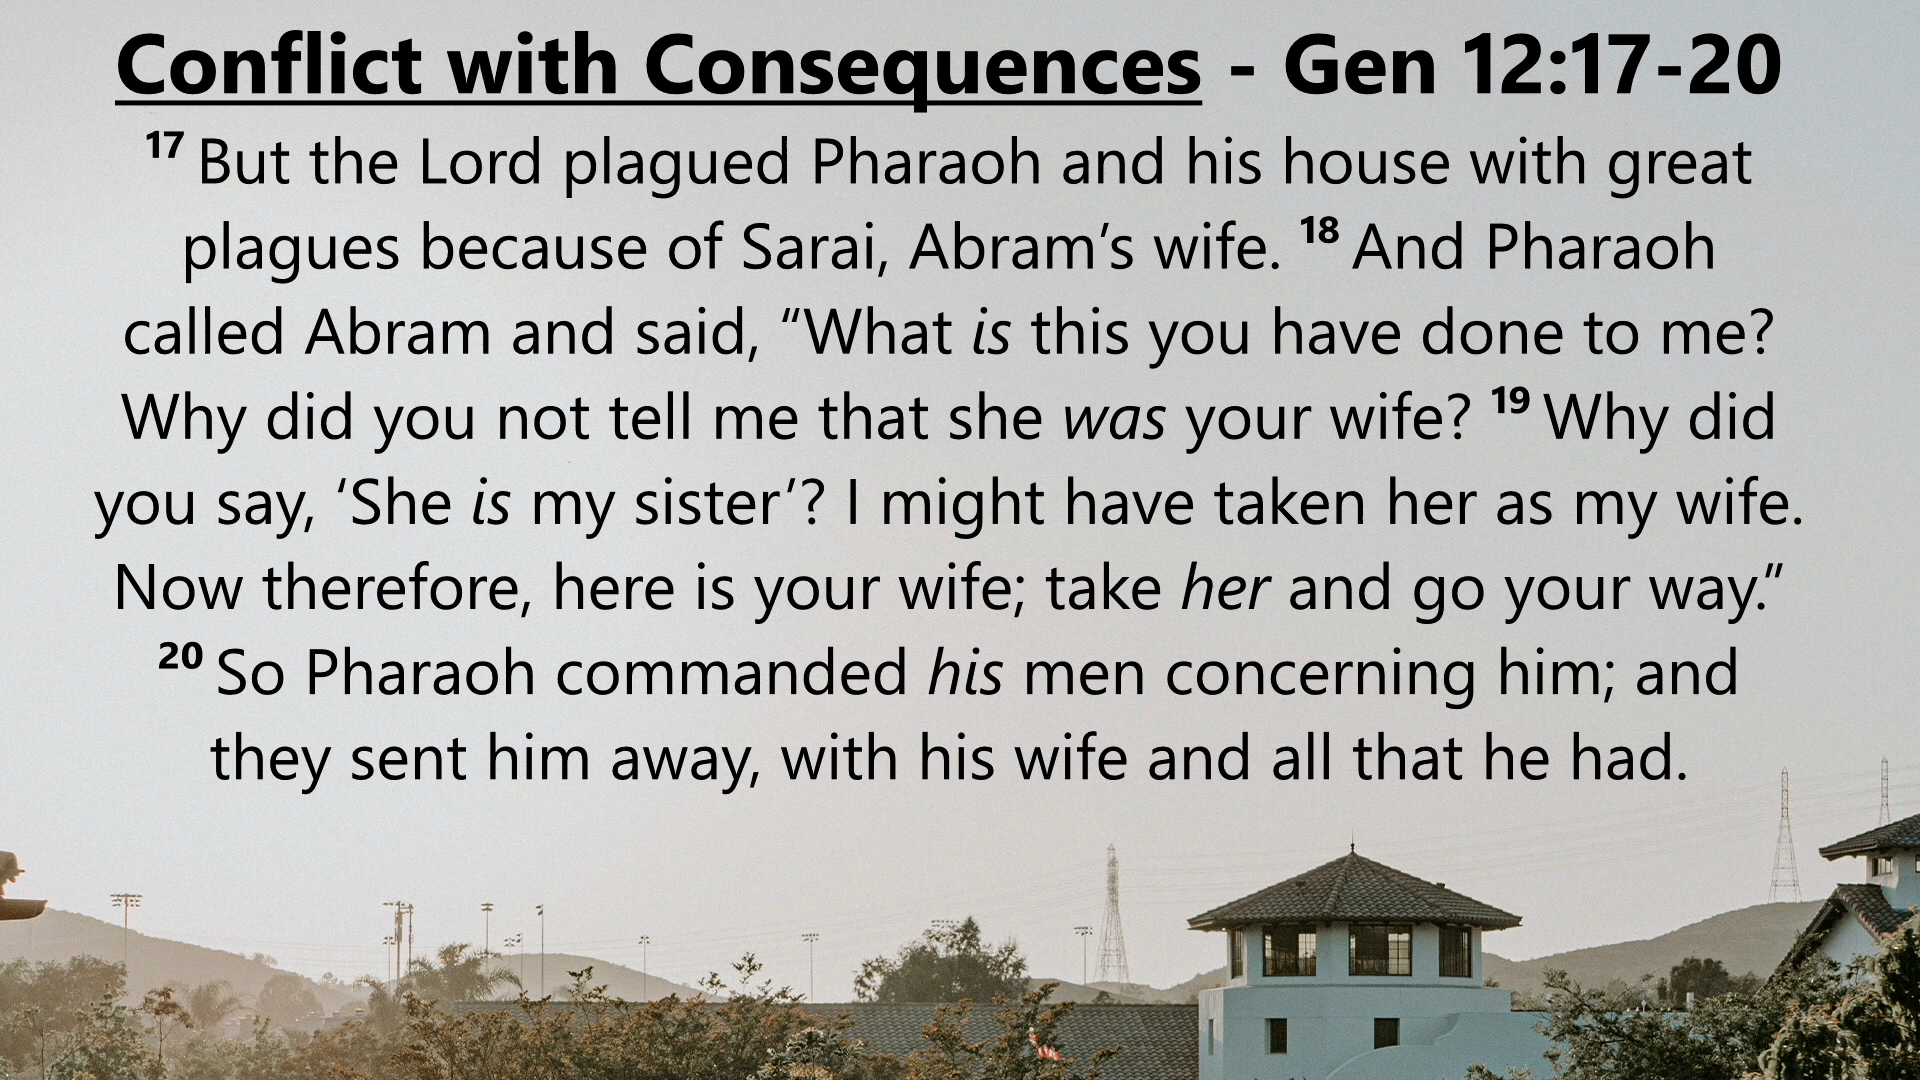 Conflict with Consequences - Gen 12:17-20
17 But the Lord plagued Pharaoh and his house with great
plagues because of Sarai, Abram’s wife. 18 And Pharaoh
called Abram and said, “What is this you have done to me?
Why did you not tell me that she was your wife? 19 Why did
you say, ‘She is my sister’? I might have taken her as my wife.
Now therefore, here is your wife; take her and go your way.”
20 So Pharaoh commanded his men concerning him; and
they sent him away, with his wife and all that he had.